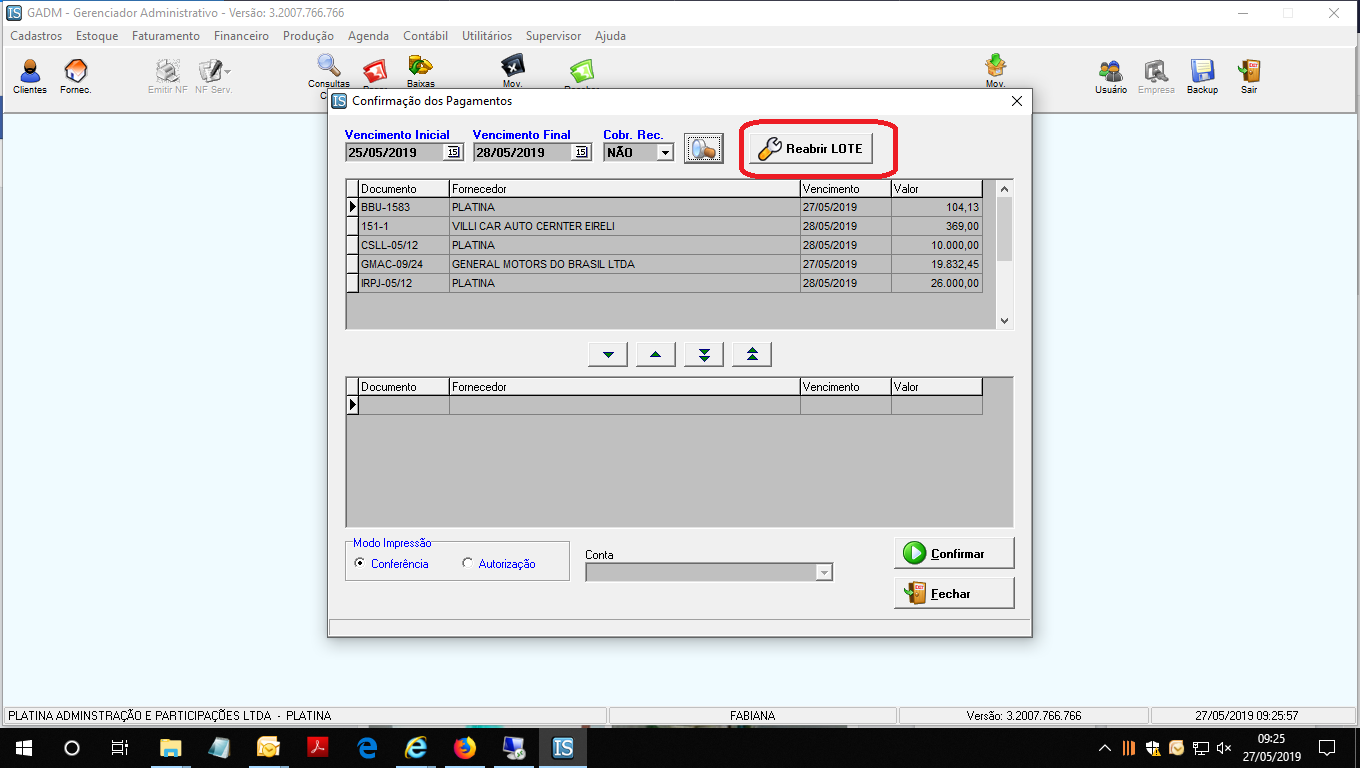 IS GADM - Gerenciador Administrativo - Versão: 3.2007.766.766
Cadastros Estoque Faturamento Financeiro Produção Agenda Contábil Utilitários Supervisor Ajuda
Clientes Fornec. Emitir NF NF Serv. Consultas Baixas Mov. Mov. Usuário Empresa Backup Sair
IS Confirmação dos Pagamentos
Vencimento Inicial Vencimento Final Cobr. Rec.
25/05/2019 15 28/05/2019 15 NÃO Reabrir LOTE
Documento Fornecedor Vencimento Valor
BBU-1583 PLATINA 27/05/2019 104,13
151-1 VILLI CAR AUTO CERNTER EIRELI 28/05/2019 369,00
CSLL-05/12 PLATINA 28/05/2019 10.000,00
GMAC-09/24 GENERAL MOTORS DO BRASIL LTDA 27/05/2019 19.832,45
IRPJ-05/12 PLATINA 28/05/2019 26.000,00
Documento Fornecedor Vencimento Valor
Modo Impressão
Conferência Autorização
Conta
Confirmar
Fechar
PLATINA ADMINSTRAÇÃO E PARTICIPAÇÕES LTDA - PLATINA FABIANA Versão: 3.2007.766.766 27/05/2019 09:25:57
IS
09:25
27/05/2019